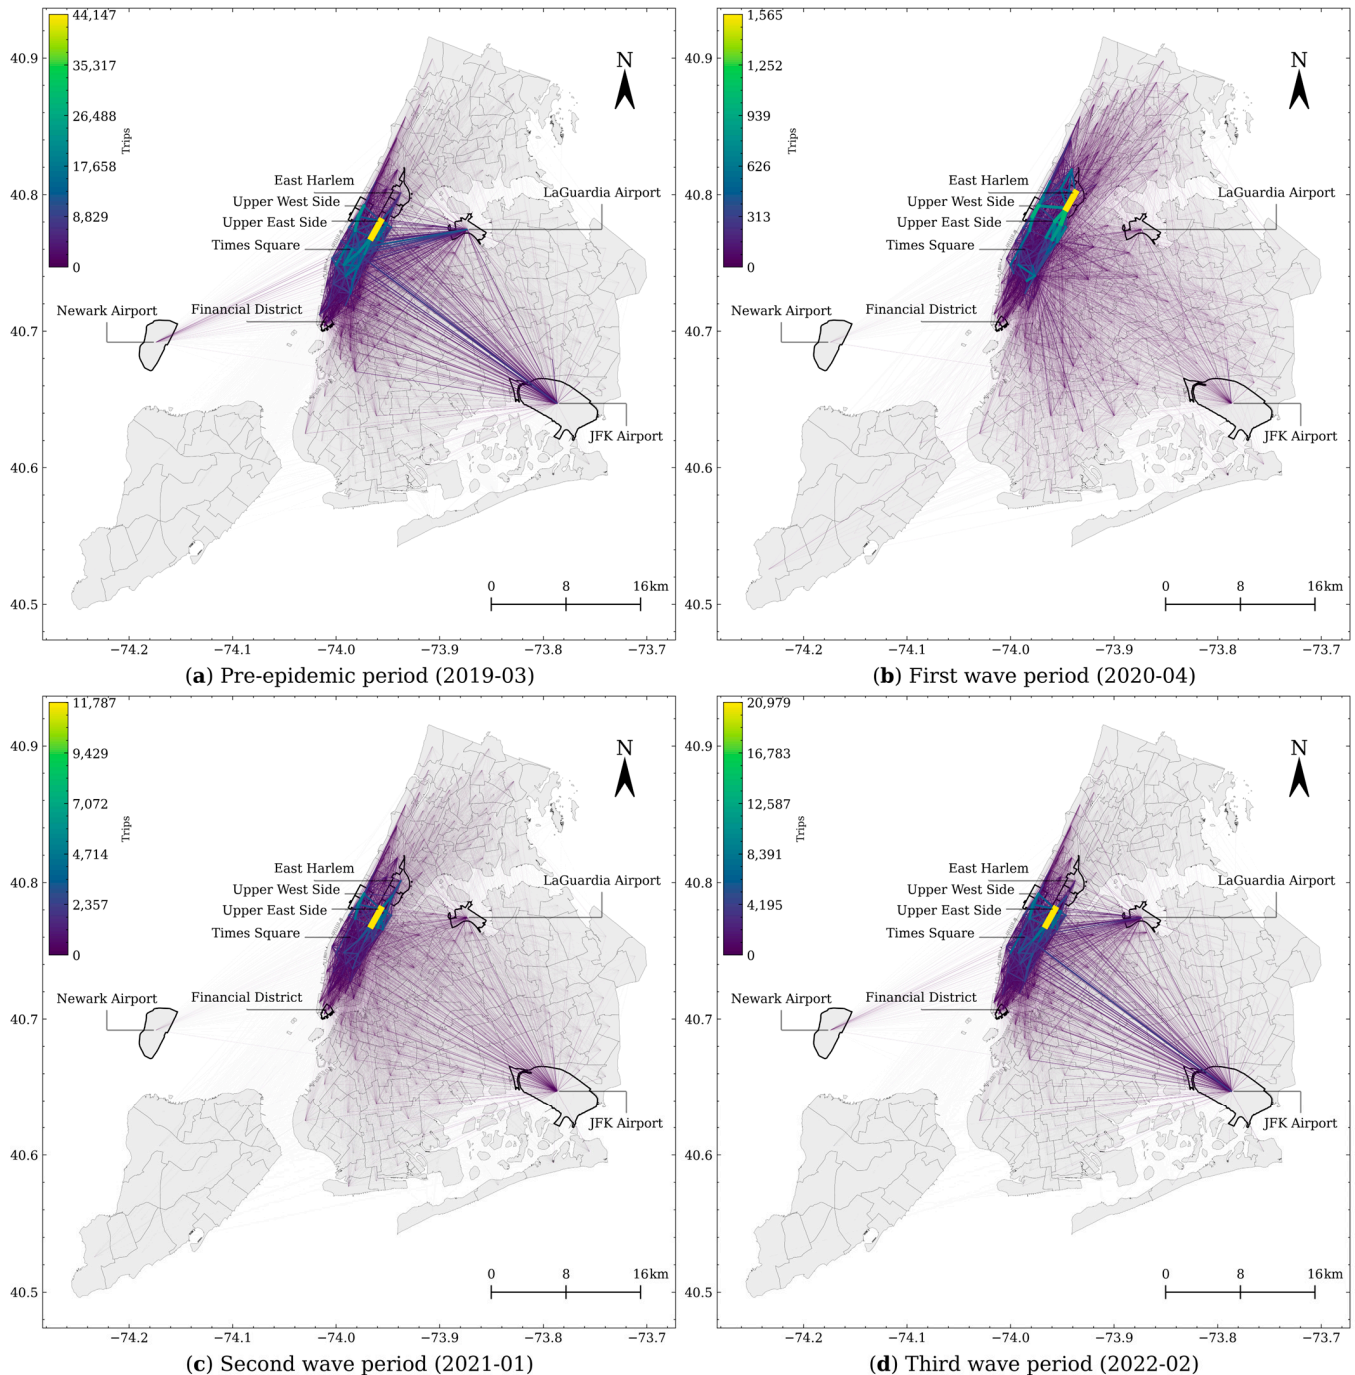 44,147
35,317
26,488
17,658
8,829
0
Trips
40.9
40.8
40.7
40.6
40.5
N
East Harlem
Upper West Side
Upper East Side
Times Square
LaGuardia Airport
Newark Airport
Financial District
JFK Airport
0 8 16km
−74.2 −74.1 −74.0 −73.9 −73.8 −73.7
(a) Pre-epidemic period (2019-03)
1,565
1,252
939
626
313
0
Trips
40.9
40.8
40.7
40.6
40.5
N
East Harlem
Upper West Side
Upper East Side
Times Square
LaGuardia Airport
Newark Airport
Financial District
JFK Airport
0 8 16km
−74.2 −74.1 −74.0 −73.9 −73.8 −73.7
(b) First wave period (2020-04)
11,787
9,429
7,072
4,714
2,357
0
Trips
40.9
40.8
40.7
40.6
40.5
N
East Harlem
Upper West Side
Upper East Side
Times Square
LaGuardia Airport
Newark Airport
Financial District
JFK Airport
0 8 16km
−74.2 −74.1 −74.0 −73.9 −73.8 −73.7
(c) Second wave period (2021-01)
20,979
16,783
12,587
8,391
4,195
0
Trips
40.9
40.8
40.7
40.6
40.5
N
East Harlem
Upper West Side
Upper East Side
Times Square
LaGuardia Airport
Newark Airport
Financial District
JFK Airport
0 8 16km
−74.2 −74.1 −74.0 −73.9 −73.8 −73.7
(d) Third wave period (2022-02)